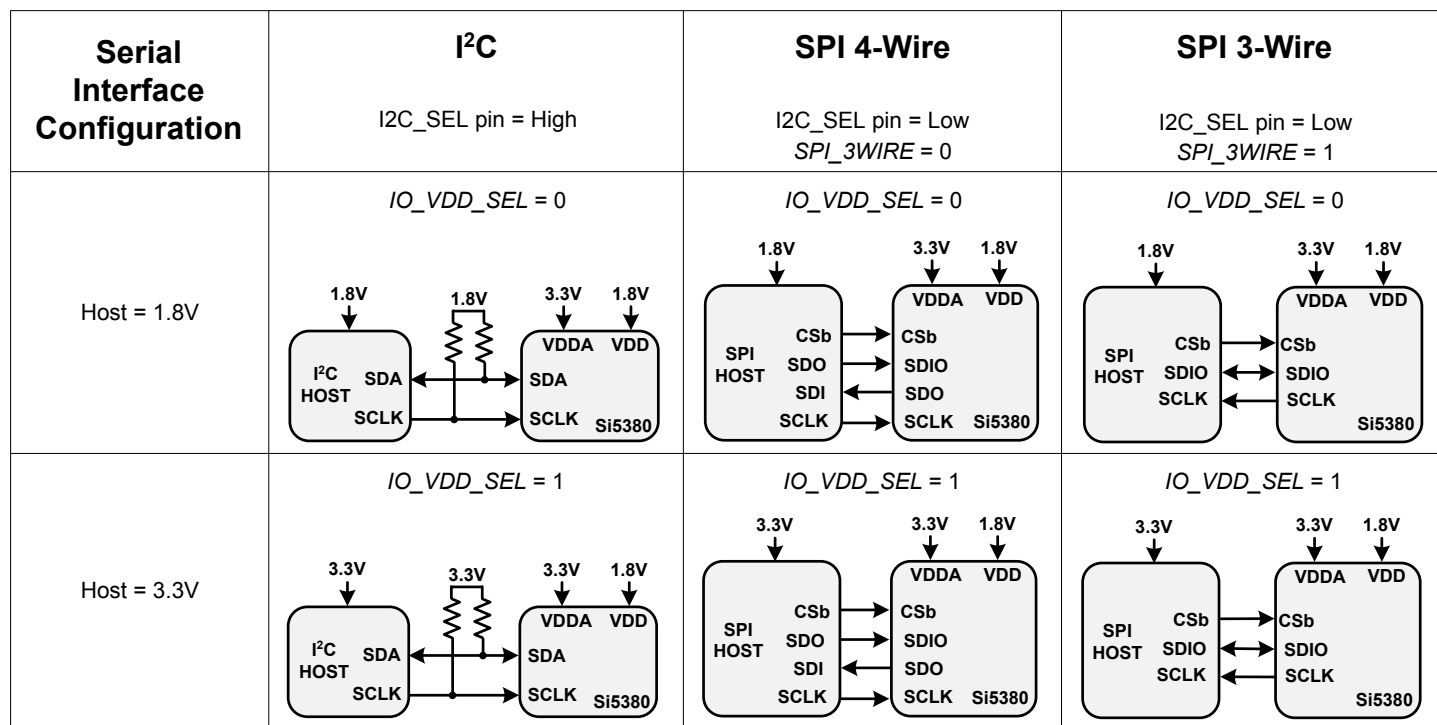 Serial
Interface
Configuration
I²C
I2C_SEL pin = High
SPI 4-Wire
I2C_SEL pin = Low
SPI_3WIRE = 0
SPI 3-Wire
I2C_SEL pin = Low
SPI_3WIRE = 1
Host = 1.8V
IO_VDD_SEL = 0
1.8V 1.8V 3.3V 1.8V
VDDA VDD
I²C
HOST
SDA SDA
SCLK SCLK
Si5380
IO_VDD_SEL = 0
1.8V 3.3V 1.8V
VDDA VDD
SPI
HOST
CSb CSb
SDO SDIO
SDI SDO
SCLK SCLK
Si5380
IO_VDD_SEL = 0
1.8V 3.3V 1.8V
VDDA VDD
SPI
HOST
CSb CSb
SDIO SDIO
SCLK SCLK
Si5380
Host = 3.3V
IO_VDD_SEL = 1
3.3V 3.3V 3.3V 1.8V
VDDA VDD
I²C
HOST
SDA SDA
SCLK SCLK
Si5380
IO_VDD_SEL = 1
3.3V 3.3V 1.8V
VDDA VDD
SPI
HOST
CSb CSb
SDO SDIO
SDI SDO
SCLK SCLK
Si5380
IO_VDD_SEL = 1
3.3V 3.3V 1.8V
VDDA VDD
SPI
HOST
CSb CSb
SDIO SDIO
SCLK SCLK
Si5380